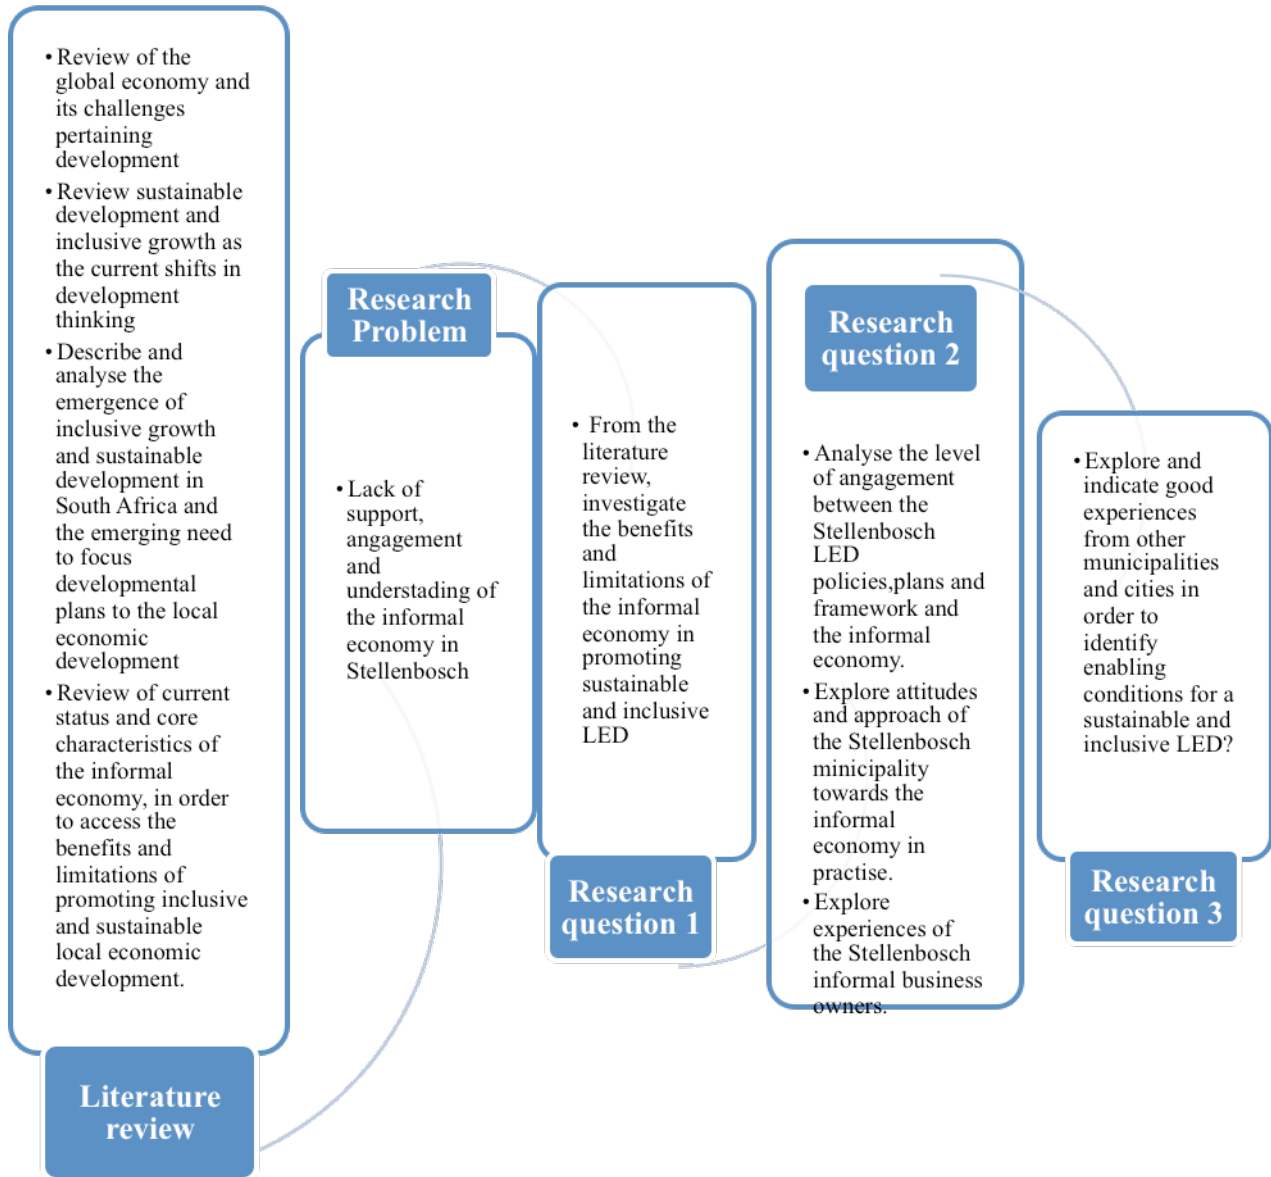 • Review of the
global economy and
its challenges
pertaining
development
• Review sustainable
development and
inclusive growth as
the current shifts in
development
thinking
• Describe and
analyse the
emergence of
inclusive growth
and sustainable
development in
South Africa and
the emerging need
to focus
developmental
plans to the local
economic
development
• Review of current
status and core
characteristics of
the informal
economy, in order
to access the
benefits and
limitations of
promoting inclusive
and sustainable
local economic
development.
Literature
review
Research
Problem
• Lack of
support,
angagement
and
understading of
the informal
economy in
Stellenbosch
• From the
literature
review,
investigate
the benefits
and
limitations of
the informal
economy in
promoting
sustainable
and inclusive
LED
Research
question 1
Research
question 2
• Analyse the level
of angagement
between the
Stellenbosch
LED
policies,plans and
framework and
the informal
economy.
• Explore attitudes
and approach of
the Stellenbosch
minicipality
towards the
informal
economy in
practise.
• Explore
experiences of
the Stellenbosch
informal business
owners.
• Explore and
indicate good
experiences
from other
municipalities
and cities in
order to
identify
enabling
conditions for a
sustainable and
inclusive LED?
Research
question 3